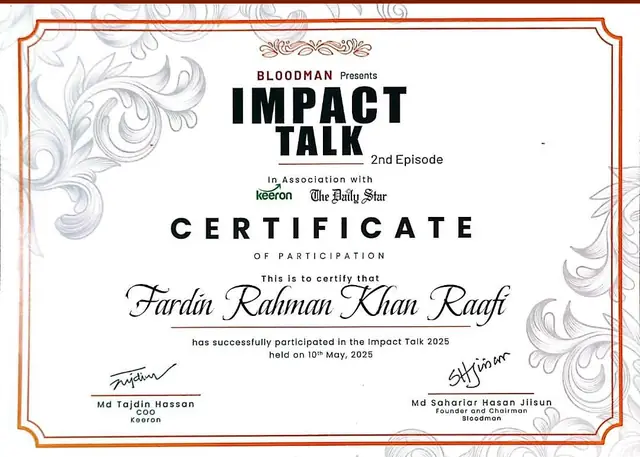 BLOODMAN Presents
IMPACT
TALK
2nd Episode
In Association with
keeron The Daily Star
CERTIFICATE
OF PARTICIPATION
This is to certify that
Fardin Rahman Khan Raafi
has successfully participated in the Impact Talk 2025
held on 10th May, 2025
Tajdin
SHJiisun
Md Tajdin Hassan
COO
Keeron
Md Sahariar Hasan Jiisun
Founder and Chairman
Bloodman